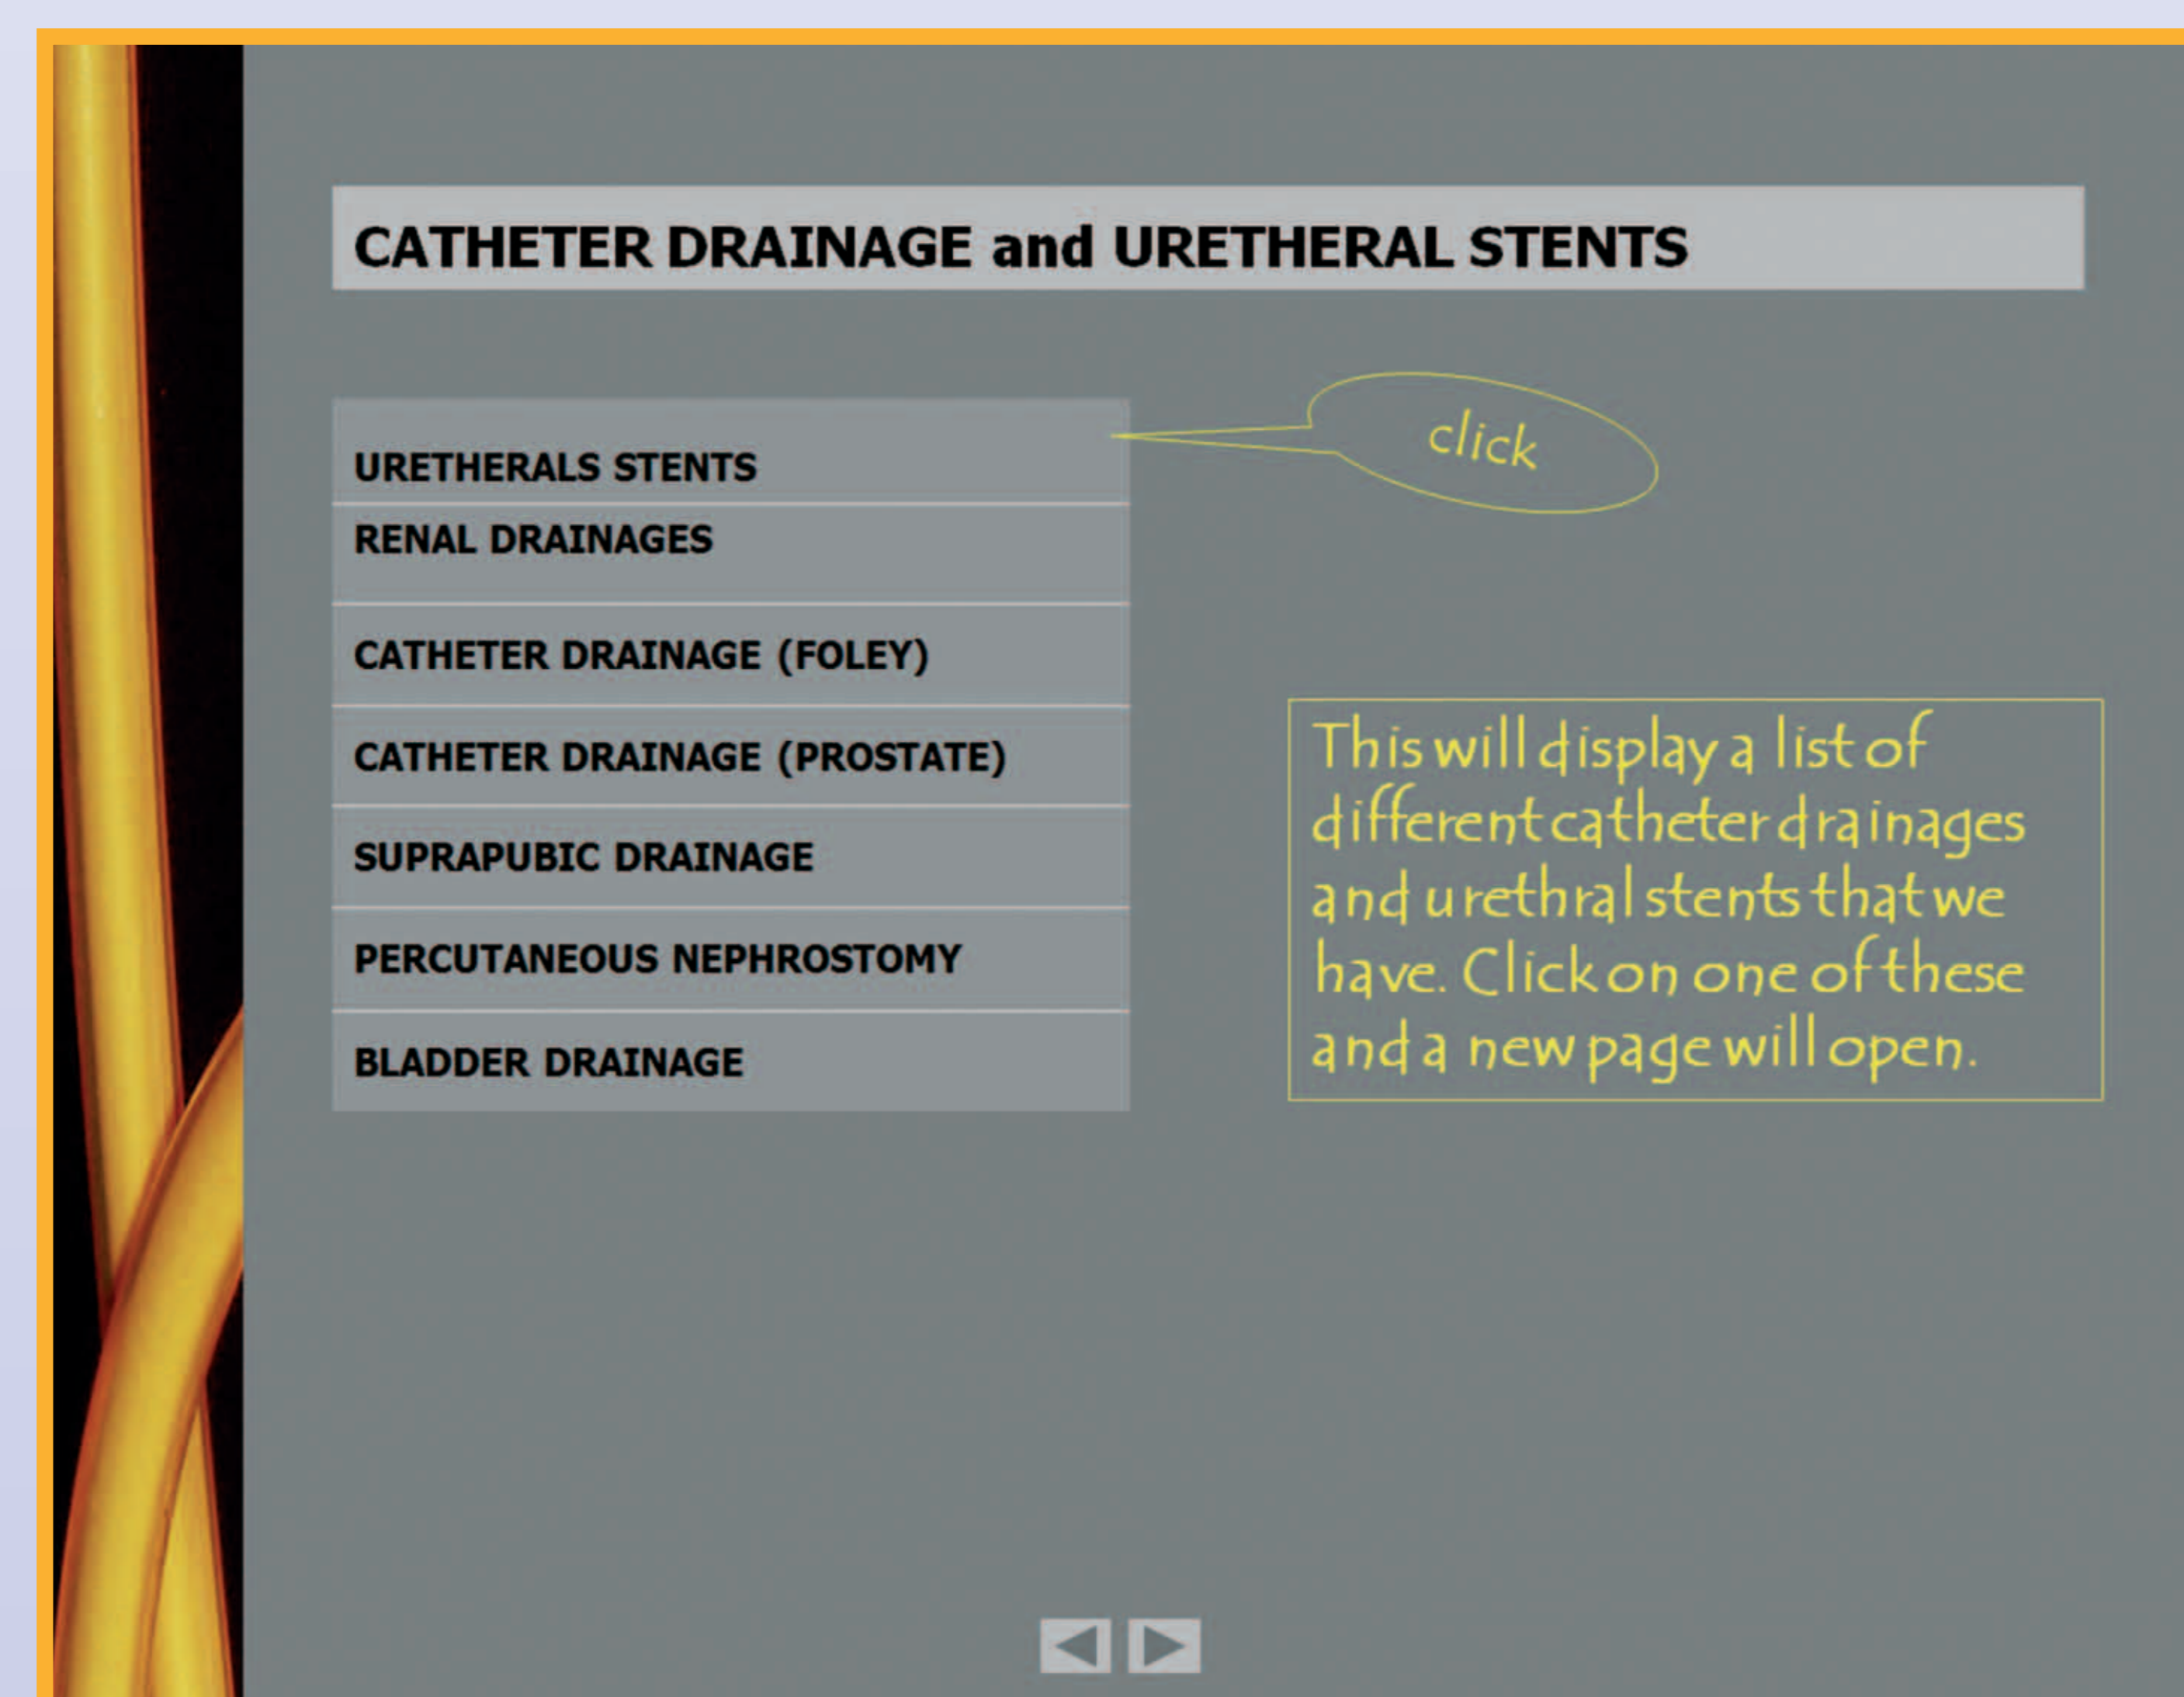 CATHETER DRAINAGE and URETHERAL STENTS
URETHERALS STENTS
click
RENAL DRAINAGES
CATHETER DRAINAGE (FOLEY)
CATHETER DRAINAGE (PROSTATE)
SUPRAPUBIC DRAINAGE
PERCUTANEOUS NEPHROSTOMY
BLADDER DRAINAGE
This will display a list of
different catheter drainages
and urethral stents that we
have. Click on one of these
and a new page will open.